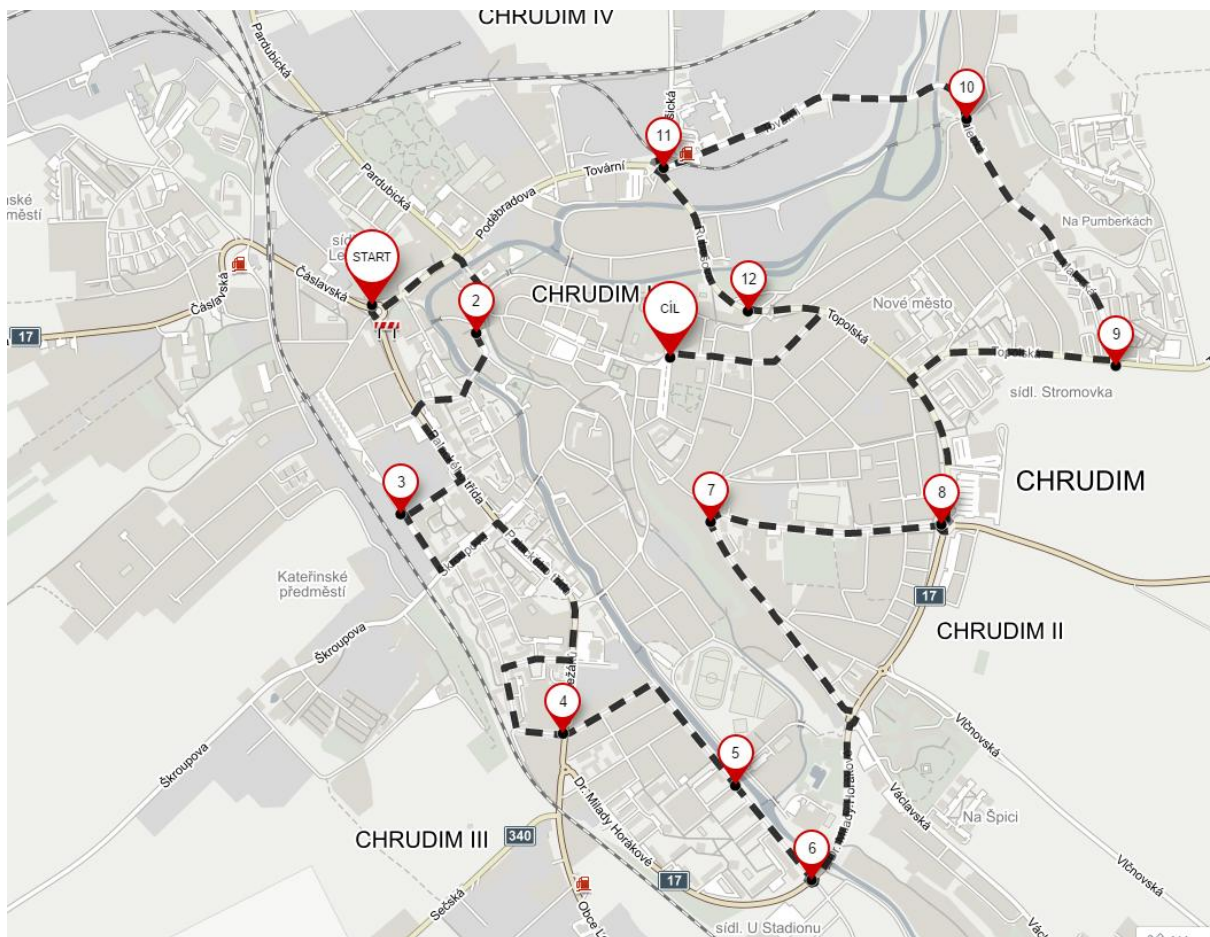 CHRUDIM IV
Pardubická
10
11
Tovární
Pardubická
Poděbradova
Na Pumberkách
START
Čáslavská
Čáslavská
2
12
CHRUDIM
CÍL
Nové město
Topolská
17
9
Topolská
sídl. Stromovka
3
7
8
CHRUDIM
Škroupova
Kateřinské
předměstí
17
CHRUDIM II
Škroupova
4
Vlčnovská
5
Škroupova
Dr. Milady Horákové
Václavská
Na Špici
CHRUDIM III
340
6
17
Vlčnovská
Sečská
sídl. U Stadionu